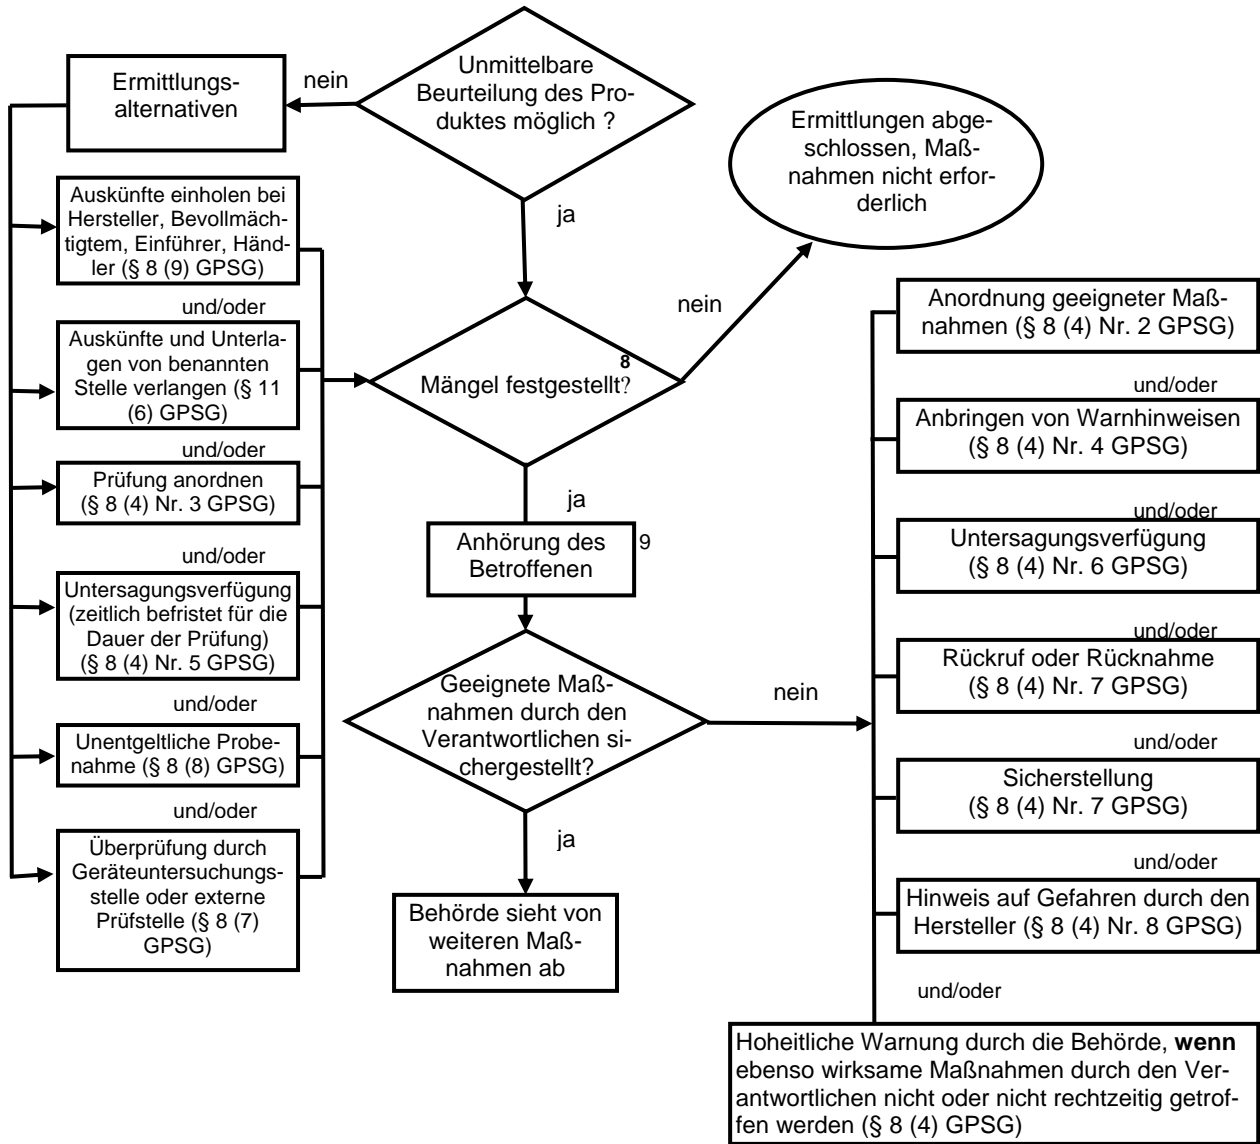 Unmittelbare
Beurteilung des Pro-
duktes möglich ?
nein
Ermittlungs-
alternativen
Ermittlungen abge-
schlossen, Maß-
nahmen nicht erfor-
derlich
ja
Auskünfte einholen bei
Hersteller, Bevollmäch-
tigtem, Einführer, Händ-
ler (§ 8 (9) GPSG)
und/oder
Auskünfte und Unterla-
gen von benannten
Stelle verlangen (§ 11
(6) GPSG)
und/oder
Prüfung anordnen
(§ 8 (4) Nr. 3 GPSG)
und/oder
Untersagungsverfügung
(zeitlich befristet für die
Dauer der Prüfung)
(§ 8 (4) Nr. 5 GPSG)
und/oder
Unentgeltliche Probe-
nahme (§ 8 (8) GPSG)
und/oder
Überprüfung durch
Geräteuntersuchungs-
stelle oder externe
Prüfstelle (§ 8 (7)
GPSG)
Mängel festgestellt?
8
nein
ja
Anhörung des
Betroffenen
9
Geeignete Maß-
nahmen durch den
Verantwortlichen si-
chergestellt?
nein
ja
Behörde sieht von
weiteren Maß-
nahmen ab
Anordnung geeigneter Maß-
nahmen (§ 8 (4) Nr. 2 GPSG)
und/oder
Anbringen von Warnhinweisen
(§ 8 (4) Nr. 4 GPSG)
und/oder
Untersagungsverfügung
(§ 8 (4) Nr. 6 GPSG)
und/oder
Rückruf oder Rücknahme
(§ 8 (4) Nr. 7 GPSG)
und/oder
Sicherstellung
(§ 8 (4) Nr. 7 GPSG)
und/oder
Hinweis auf Gefahren durch den
Hersteller (§ 8 (4) Nr. 8 GPSG)
und/oder
Hoheitliche Warnung durch die Behörde, wenn
ebenso wirksame Maßnahmen durch den Ver-
antwortlichen nicht oder nicht rechtzeitig getrof-
fen werden (§ 8 (4) GPSG)